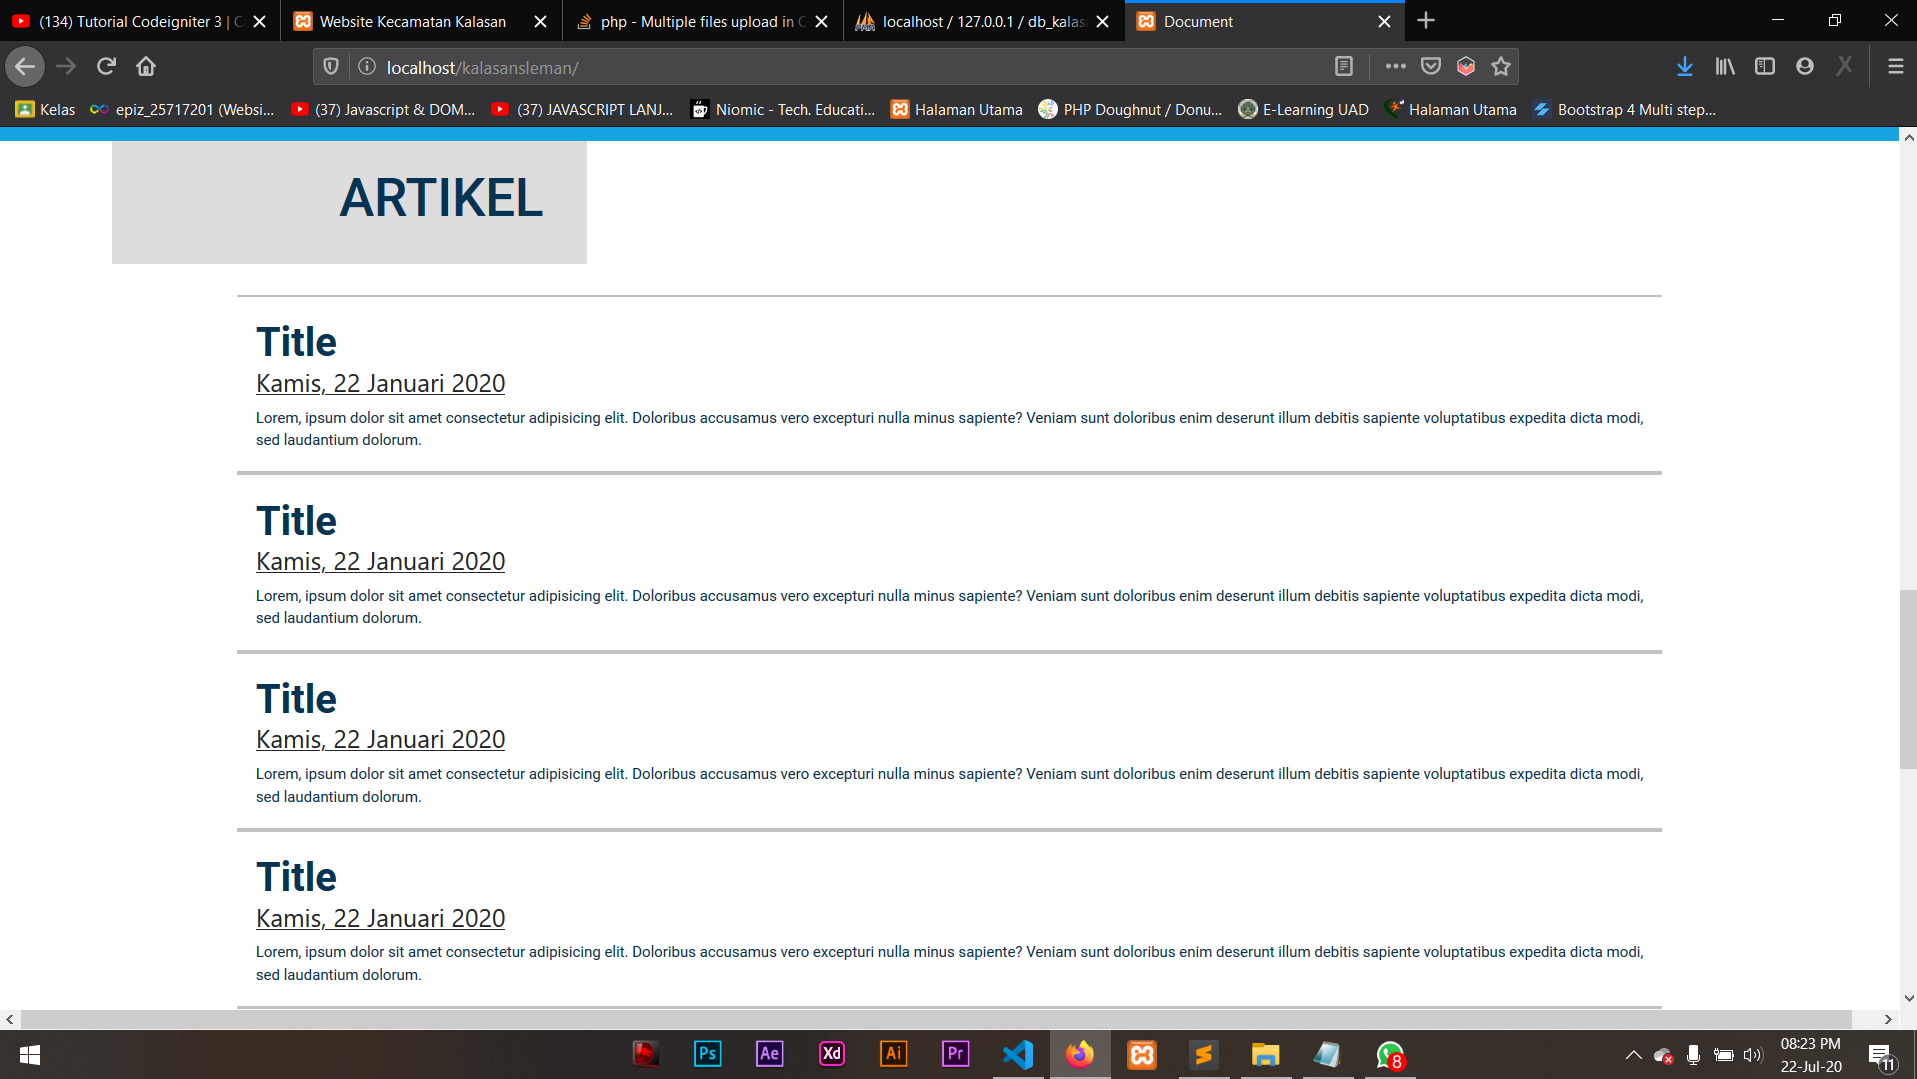 (134) Tutorial Codeigniter 3 | C
Website Kecamatan Kalasan
php - Multiple files upload in C
localhost / 127.0.0.1 / db_kalas
Document
localhost/kalasansleman/
Kelas
epiz_25717201 (Websi...
(37) Javascript & DOM...
(37) JAVASCRIPT LANJ...
Niomic - Tech. Educati...
Halaman Utama
PHP Doughnut / Donu...
E-Learning UAD
Halaman Utama
Bootstrap 4 Multi step...
ARTIKEL
Title
Kamis, 22 Januari 2020
Lorem, ipsum dolor sit amet consectetur adipisicing elit. Doloribus accusamus vero excepturi nulla minus sapiente? Veniam sunt doloribus enim deserunt illum debitis sapiente voluptatibus expedita dicta modi,
sed laudantium dolorum.
Title
Kamis, 22 Januari 2020
Lorem, ipsum dolor sit amet consectetur adipisicing elit. Doloribus accusamus vero excepturi nulla minus sapiente? Veniam sunt doloribus enim deserunt illum debitis sapiente voluptatibus expedita dicta modi,
sed laudantium dolorum.
Title
Kamis, 22 Januari 2020
Lorem, ipsum dolor sit amet consectetur adipisicing elit. Doloribus accusamus vero excepturi nulla minus sapiente? Veniam sunt doloribus enim deserunt illum debitis sapiente voluptatibus expedita dicta modi,
sed laudantium dolorum.
Title
Kamis, 22 Januari 2020
Lorem, ipsum dolor sit amet consectetur adipisicing elit. Doloribus accusamus vero excepturi nulla minus sapiente? Veniam sunt doloribus enim deserunt illum debitis sapiente voluptatibus expedita dicta modi,
sed laudantium dolorum.
Ps
Ae
Xd
Ai
Pr
8
08:23 PM
22-Jul-20
11